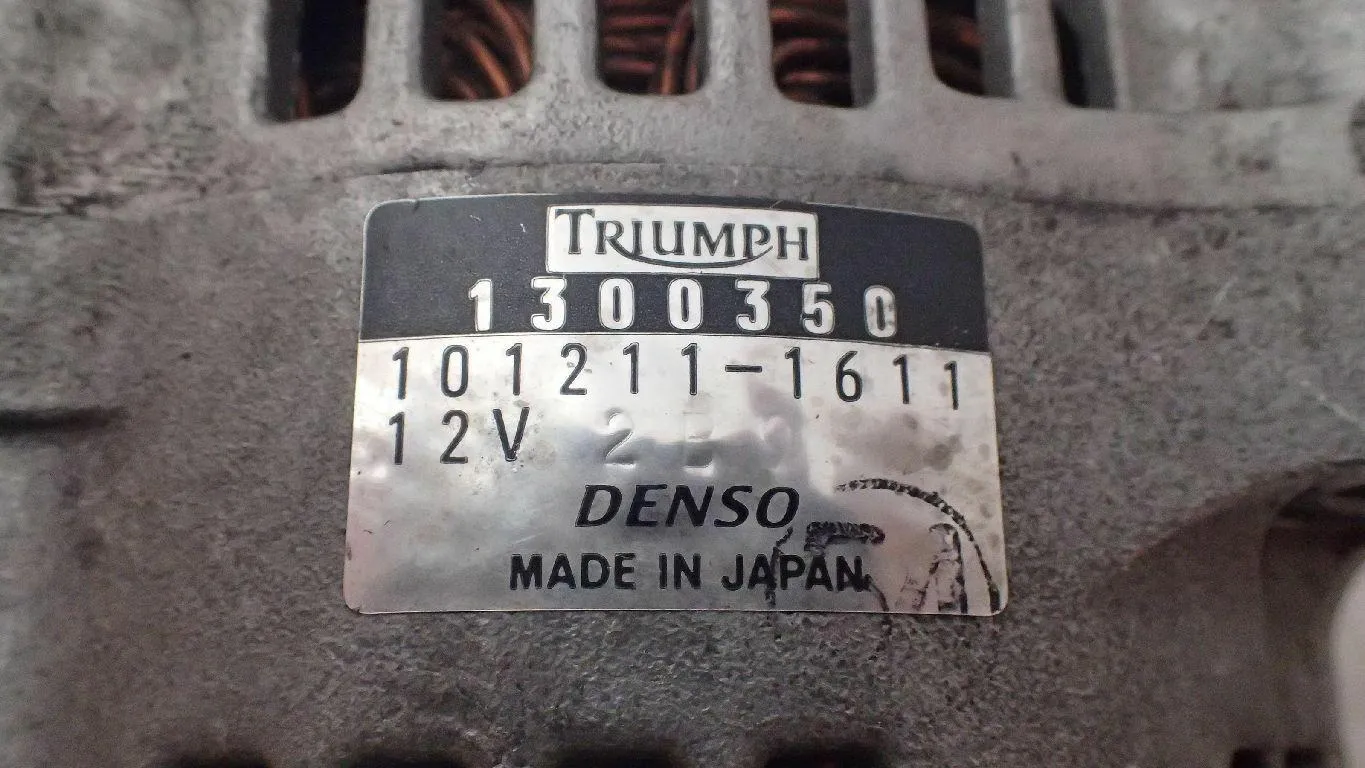 TRIUMPH
1300350
101211-1611
12V
DENSO
MADE IN JAPAN